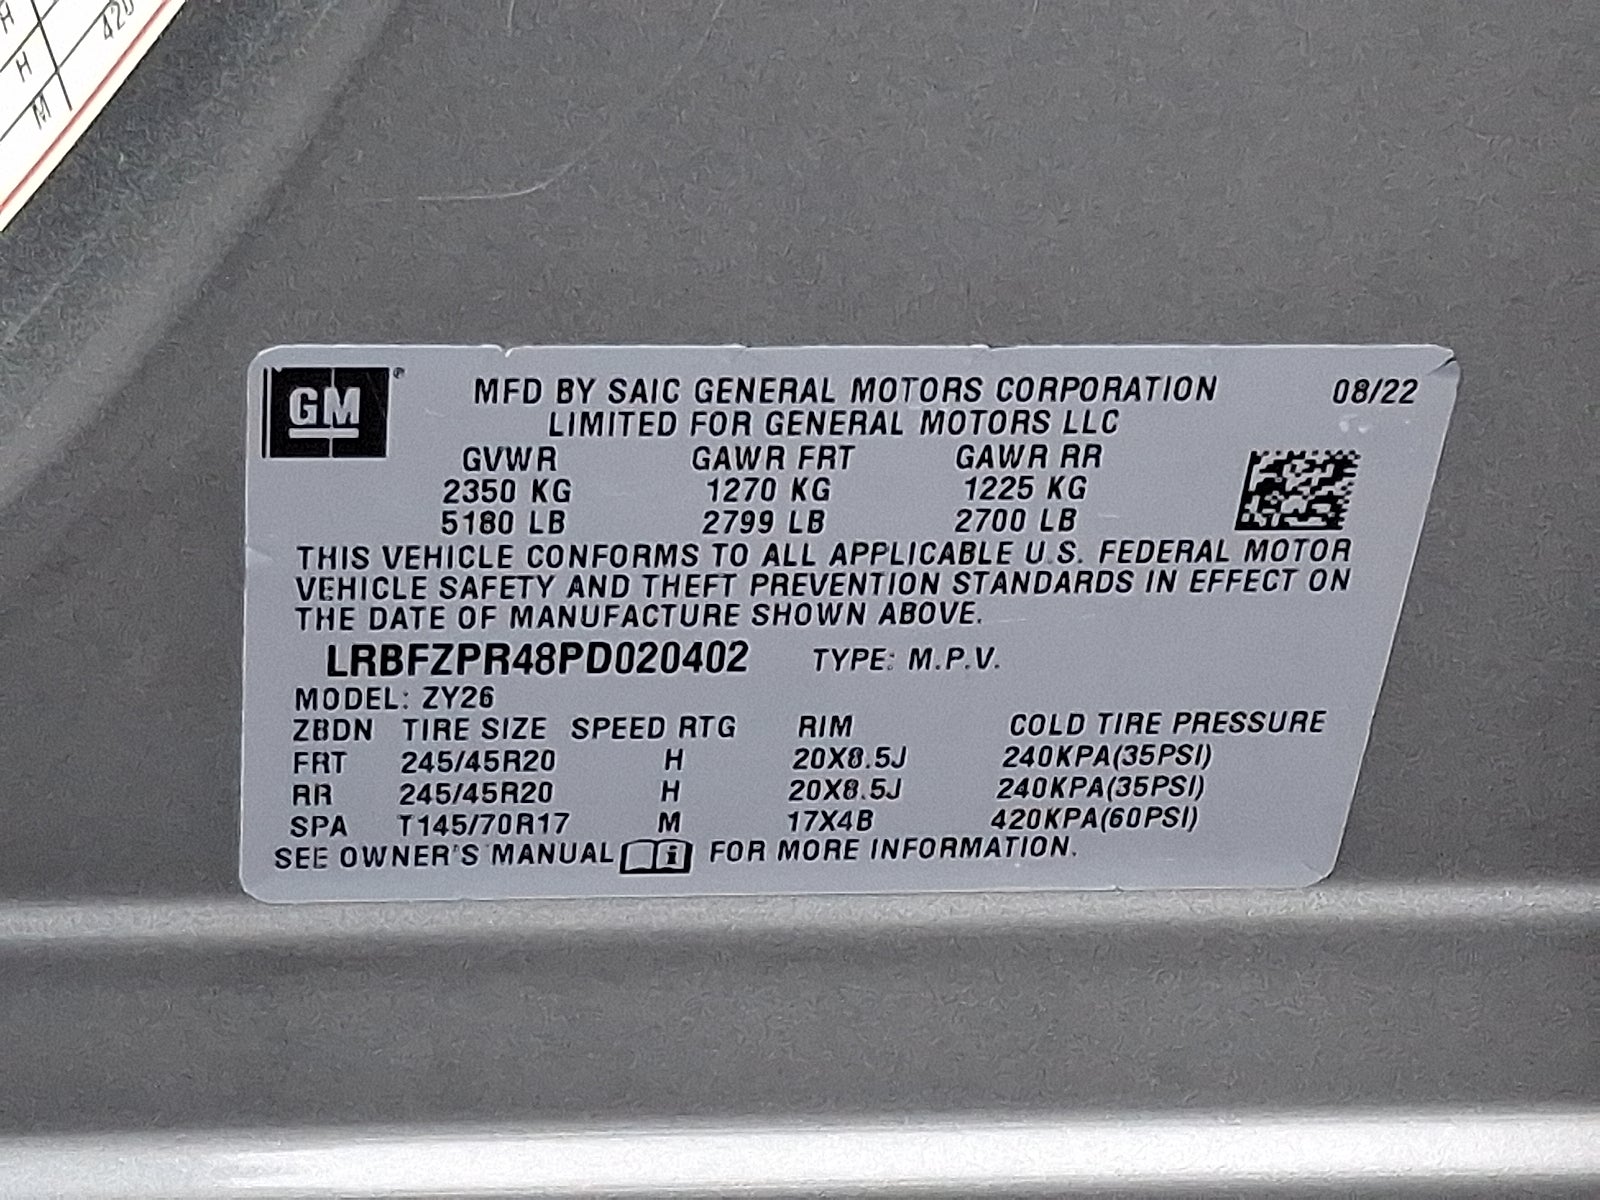 H
420
H
M
GM
MFD BY SAIC GENERAL MOTORS CORPORATION 08/22
LIMITED FOR GENERAL MOTORS LLC
GVWR GAWR FRT GAWR RR
2350 KG 1270 KG 1225 KG
5180 LB 2799 LB 2700 LB
THIS VEHICLE CONFORMS TO ALL APPLICABLE U.S. FEDERAL MOTOR
VEHICLE SAFETY AND THEFT PREVENTION STANDARDS IN EFFECT ON
THE DATE OF MANUFACTURE SHOWN ABOVE.
LRBFZPR48PD020402 TYPE: M.P.V.
MODEL: ZY26
ZBDN TIRE SIZE SPEED RTG RIM COLD TIRE PRESSURE
FRT 245/45R20 H 20X8.5J 240KPA(35PSI)
RR 245/45R20 H 20X8.5J 240KPA(35PSI)
SPA T145/70R17 M 17X4B 420KPA(60PSI)
SEE OWNER'S MANUAL i FOR MORE INFORMATION.